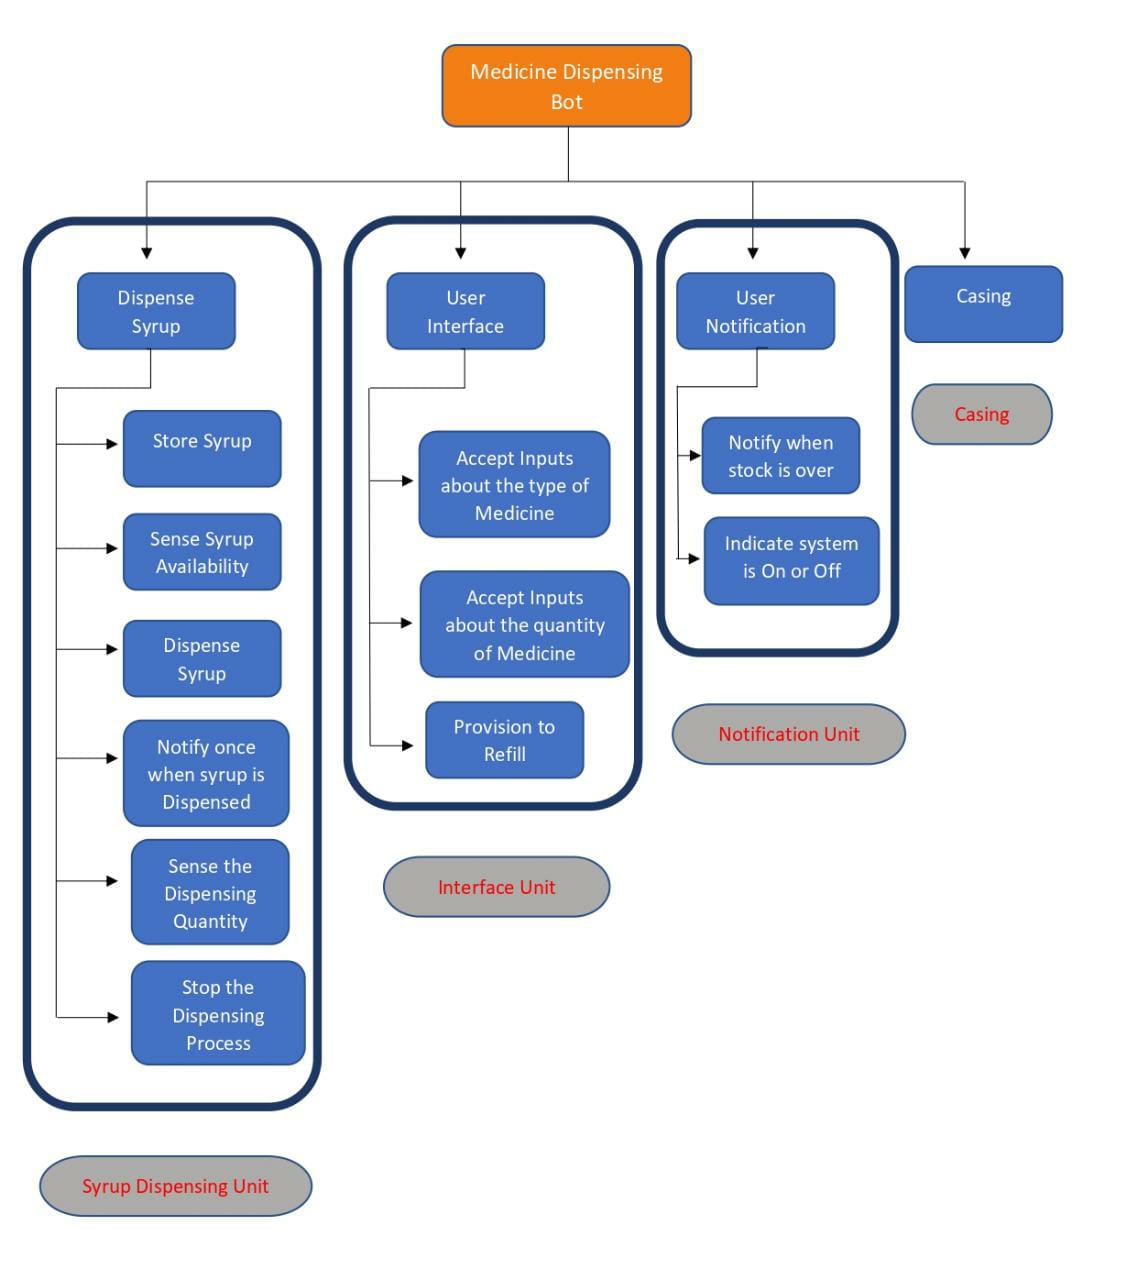 Medicine Dispensing
Bot
Dispense
Syrup
Store Syrup
Sense Syrup
Availability
Dispense
Syrup
Notify once
when syrup is
Dispensed
Sense the
Dispensing
Quantity
Stop the
Dispensing
Process
Syrup Dispensing Unit
User
Interface
Accept Inputs
about the type of
Medicine
Accept Inputs
about the quantity
of Medicine
Provision to
Refill
Interface Unit
User
Notification
Notify when
stock is over
Indicate system
is On or Off
Notification Unit
Casing
Casing